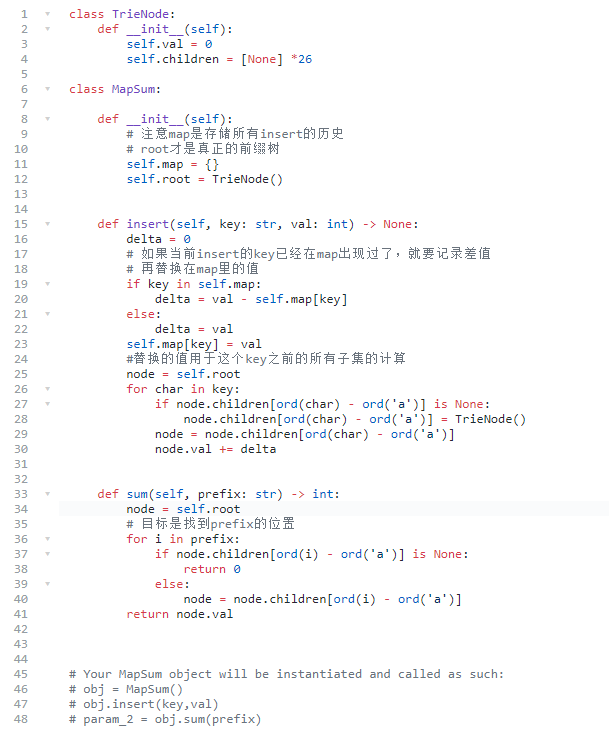 1 class TrieNode:
2     def __init__(self):
3         self.val = 0
4         self.children = [None] *26
5
6 class MapSum:
7
8     def __init__(self):
9         # 注意map是存储所有insert的历史
10         # root才是真正的前缀树
11         self.map = {}
12         self.root = TrieNode()
13
14
15     def insert(self, key: str, val: int) -> None:
16         delta = 0
17         # 如果当前insert的key已经在map出现过了，就要记录差值
18         # 再替换在map里的值
19         if key in self.map:
20             delta = val - self.map[key]
21         else:
22             delta = val
23         self.map[key] = val
24         #替换的值用于这个key之前的所有子集的计算
25         node = self.root
26         for char in key:
27             if node.children[ord(char) - ord('a')] is None:
28                 node.children[ord(char) - ord('a')] = TrieNode()
29             node = node.children[ord(char) - ord('a')]
30             node.val += delta
31
32
33     def sum(self, prefix: str) -> int:
34         node = self.root
35         # 目标是找到prefix的位置
36         for i in prefix:
37             if node.children[ord(i) - ord('a')] is None:
38                 return 0
39             else:
40                 node = node.children[ord(i) - ord('a')]
41         return node.val
42
43
44
45 # Your MapSum object will be instantiated and called as such:
46 # obj = MapSum()
47 # obj.insert(key,val)
48 # param_2 = obj.sum(prefix)